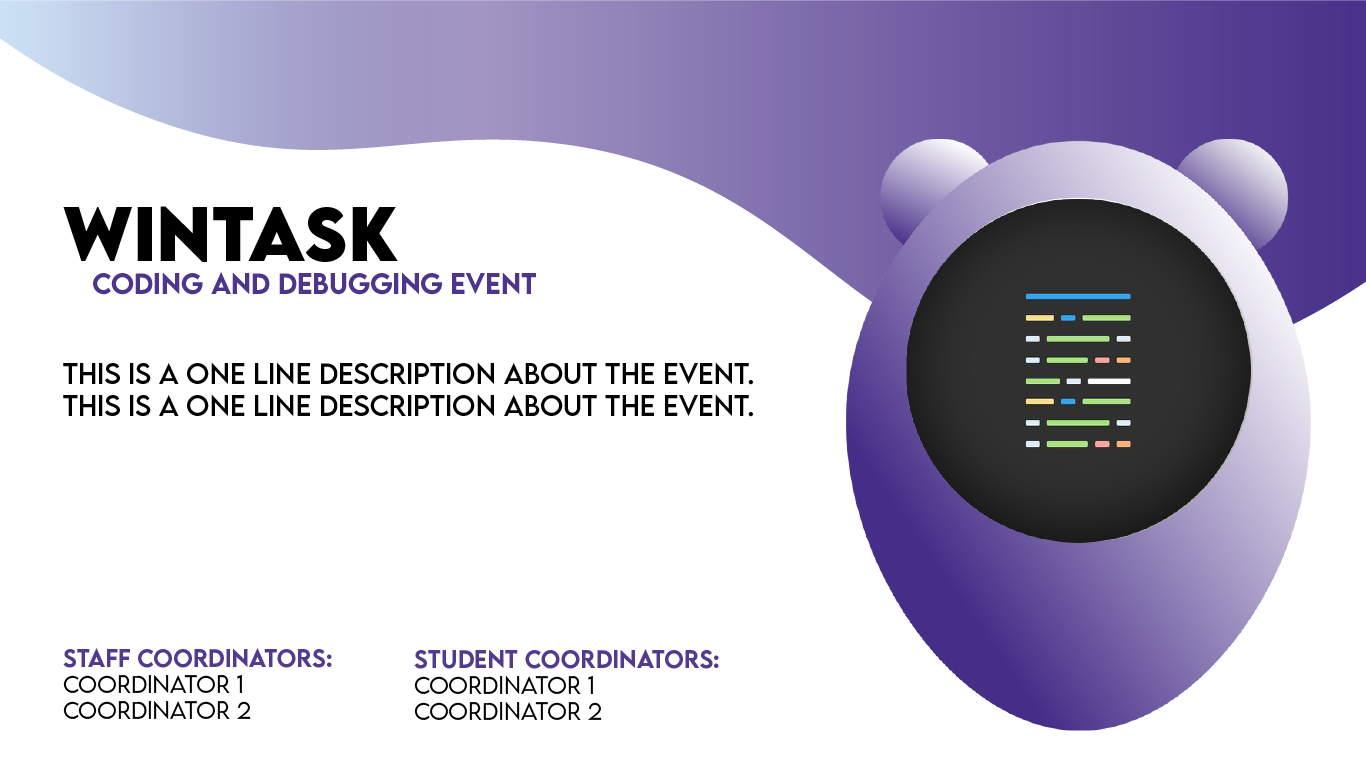 WINTASK
CODING AND DEBUGGING EVENT
THIS IS A ONE LINE DESCRIPTION ABOUT THE EVENT.
THIS IS A ONE LINE DESCRIPTION ABOUT THE EVENT.
STAFF COORDINATORS:
COORDINATOR 1
COORDINATOR 2
STUDENT COORDINATORS:
COORDINATOR 1
COORDINATOR 2